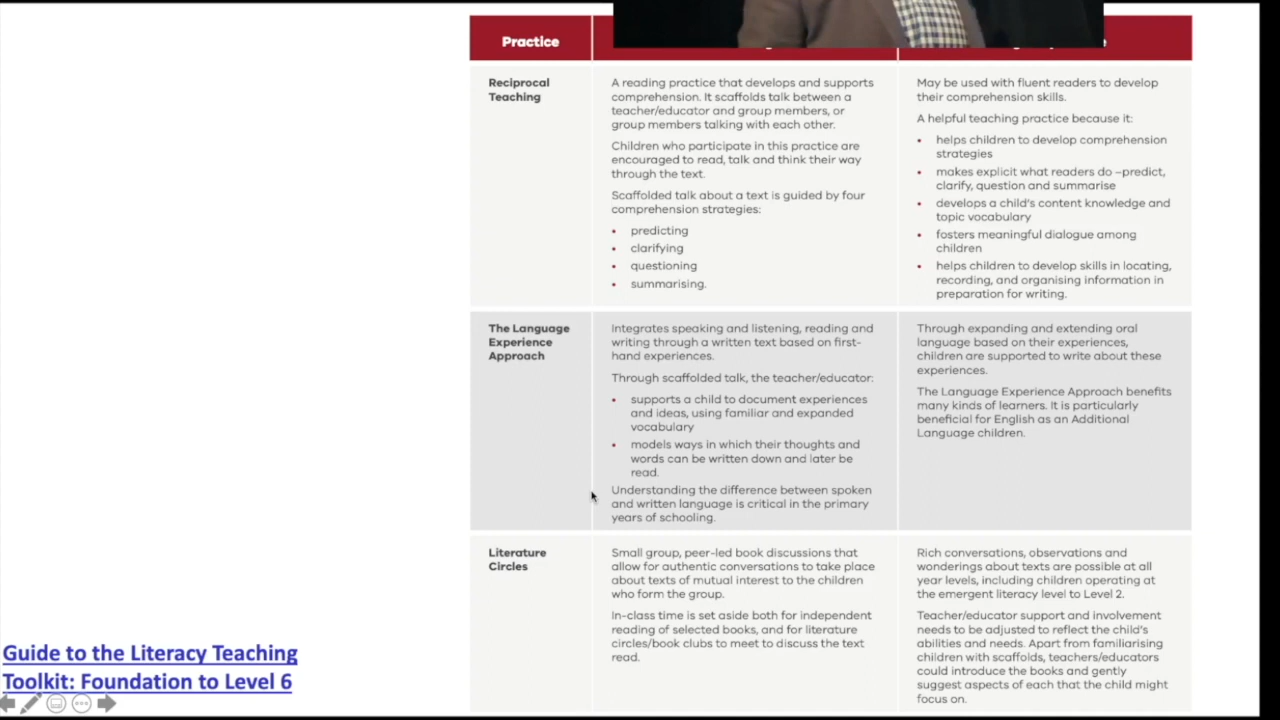 Practice
Reciprocal
Teaching
A reading practice that develops and supports
comprehension. It scaffolds talk between a
teacher/educator and group members, or
group members talking with each other.
Children who participate in this practice are
encouraged to read, talk and think their way
through the text.
Scaffolded talk about a text is guided by four
comprehension strategies:
• predicting
• clarifying
• questioning
• summarising.
May be used with fluent readers to develop
their comprehension skills.
A helpful teaching practice because it:
• helps children to develop comprehension
strategies
• makes explicit what readers do –predict,
clarify, question and summarise
• develops a child's content knowledge and
topic vocabulary
• fosters meaningful dialogue among
children
• helps children to develop skills in locating,
recording, and organising information in
preparation for writing.
The Language
Experience
Approach
Integrates speaking and listening, reading and
writing through a written text based on first-
hand experiences.
Through scaffolded talk, the teacher/educator:
• supports a child to document experiences
and ideas, using familiar and expanded
vocabulary
• models ways in which their thoughts and
words can be written down and later be
read.
Understanding the difference between spoken
and written language is critical in the primary
years of schooling.
Through expanding and extending oral
language based on their experiences,
children are supported to write about these
experiences.
The Language Experience Approach benefits
many kinds of learners. It is particularly
beneficial for English as an Additional
Language children.
Literature
Circles
Small group, peer-led book discussions that
allow for authentic conversations to take place
about texts of mutual interest to the children
who form the group.
In-class time is set aside both for independent
reading of selected books, and for literature
circles/book clubs to meet to discuss the text
read.
Rich conversations, observations and
wonderings about texts are possible at all
year levels, including children operating at
the emergent literacy level to Level 2.
Teacher/educator support and involvement
needs to be adjusted to reflect the child's
abilities and needs. Apart from familiarising
children with scaffolds, teachers/educators
could introduce the books and gently
suggest aspects of each that the child might
focus on.
Guide to the Literacy Teaching
Toolkit: Foundation to Level 6